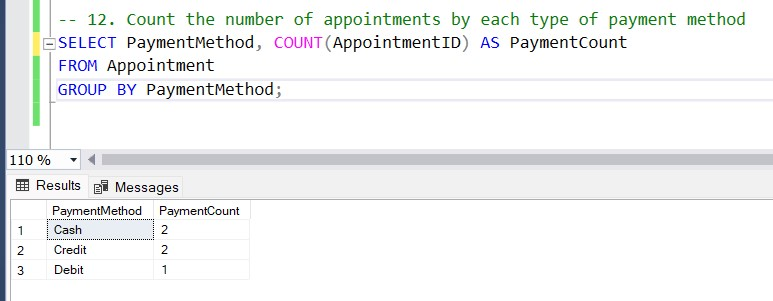 -- 12. Count the number of appointments by each type of payment method
SELECT PaymentMethod, COUNT(AppointmentID) AS PaymentCount
FROM Appointment
GROUP BY PaymentMethod;
110 %
Results Messages
PaymentMethod PaymentCount
1 Cash 2
2 Credit 2
3 Debit 1